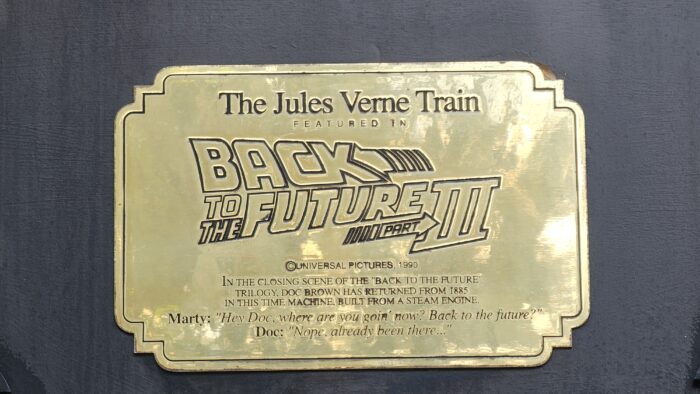 The Jules Verne Train
FEATURED IN
BACK
TO
THE FUTURE
PART III
©UNIVERSAL PICTURES, 1990
IN THE CLOSING SCENE OF THE "BACK TO THE FUTURE"
TRILOGY, DOC BROWN HAS RETURNED FROM 1885
IN THIS TIME MACHINE, BUILT FROM A STEAM ENGINE.
Marty: "Hey Doc, where are you goin' now? Back to the future?"
Doc: "Nope, already been there..."